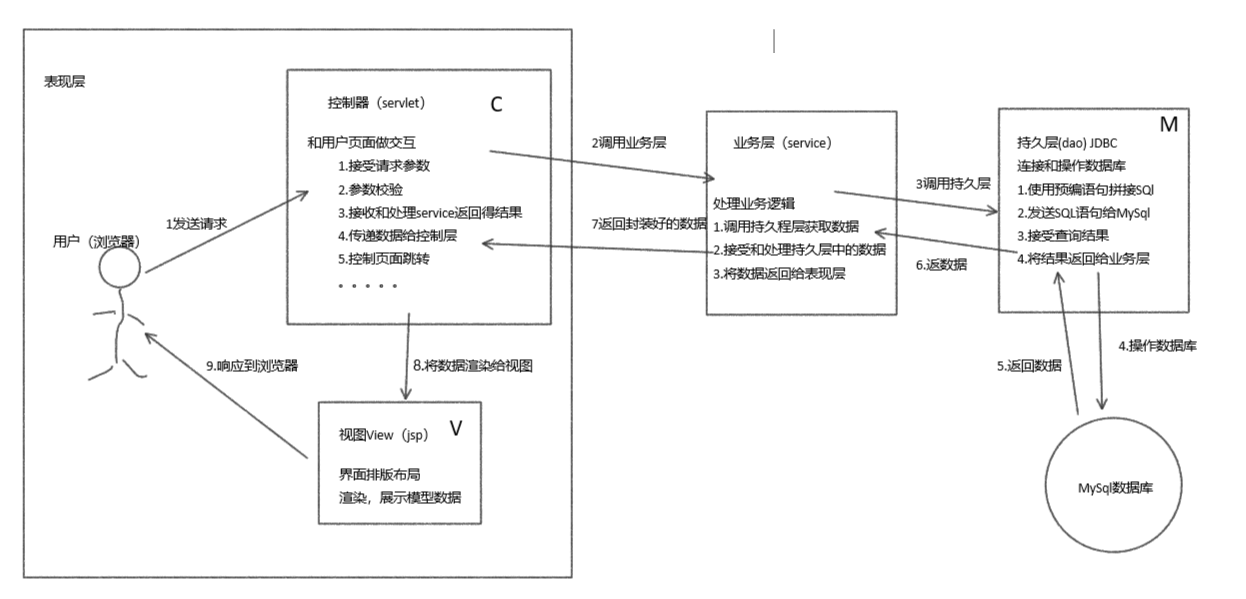 表现层
控制器（servlet）
C
和用户页面做交互
1.接受请求参数
2.参数校验
3.接收和处理service返回得结果
4.传递数据给控制层
5.控制页面跳转
。。。。。
1发送请求
用户（浏览器）
9.响应到浏览器
8.将数据渲染给视图
视图View（jsp）
V
界面排版布局
渲染，展示模型数据
2调用业务层
7返回封装好的数据
业务层（service）
处理业务逻辑
1.调用持久程层获取数据
2.接受和处理持久层中的数据
3.将数据返回给表现层
3调用持久层
6.返数据
M
持久层(dao) JDBC
连接和操作数据库
1.使用预编语句拼接SQl
2.发送SQL语句给MySql
3.接受查询结果
4.将结果返回给业务层
4.操作数据库
5.返回数据
MySql数据库